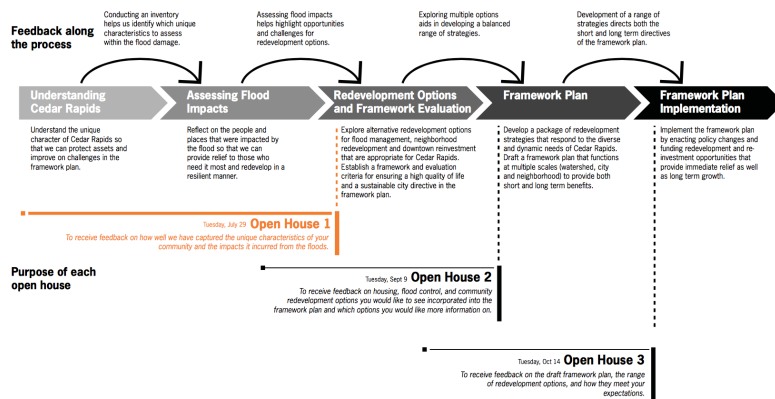 Feedback along
the process
Conducting an inventory
helps us identify which unique
characteristics to assess
within the flood damage.
Assessing flood impacts
helps highlight opportunities
and challenges for
redevelopment options.
Exploring multiple options
aids in developing a balanced
range of strategies.
Development of a range of
strategies directs both the
short and long term directives
of the framework plan.
Understanding
Cedar Rapids
Assessing Flood
Impacts
Redevelopment Options
and Framework Evaluation
Framework Plan
Framework Plan
Implementation
Understand the unique
character of Cedar Rapids so
that we can protect assets and
improve on challenges in the
framework plan.
Reflect on the people and
places that were impacted by
the flood so that we can
provide relief to those who
need it most and redevelop in a
resilient manner.
Explore alternative redevelopment options
for flood management, neighborhood
redevelopment and downtown reinvestment
that are appropriate for Cedar Rapids.
Establish a framework and evaluation
criteria for ensuring a high quality of life
and a sustainable city directive in the
framework plan.
Develop a package of redevelopment
strategies that respond to the diverse
and dynamic needs of Cedar Rapids.
Draft a framework plan that functions
at multiple scales (watershed, city
and neighborhood) to provide both
short and long term benefits.
Implement the framework plan
by enacting policy changes and
funding redevelopment and re-
investment opportunities that
provide immediate relief as well
as long term growth.
Tuesday, July 29 Open House 1
To receive feedback on how well we have captured the unique characteristics of your
community and the impacts it incurred from the floods.
Purpose of each
open house
Tuesday, Sept 9 Open House 2
To receive feedback on housing, flood control, and community
redevelopment options you would like to see incorporated into the
framework plan and which options you would like more information on.
Tuesday, Oct 14 Open House 3
To receive feedback on the draft framework plan, the range
of redevelopment options, and how they meet your
expectations.